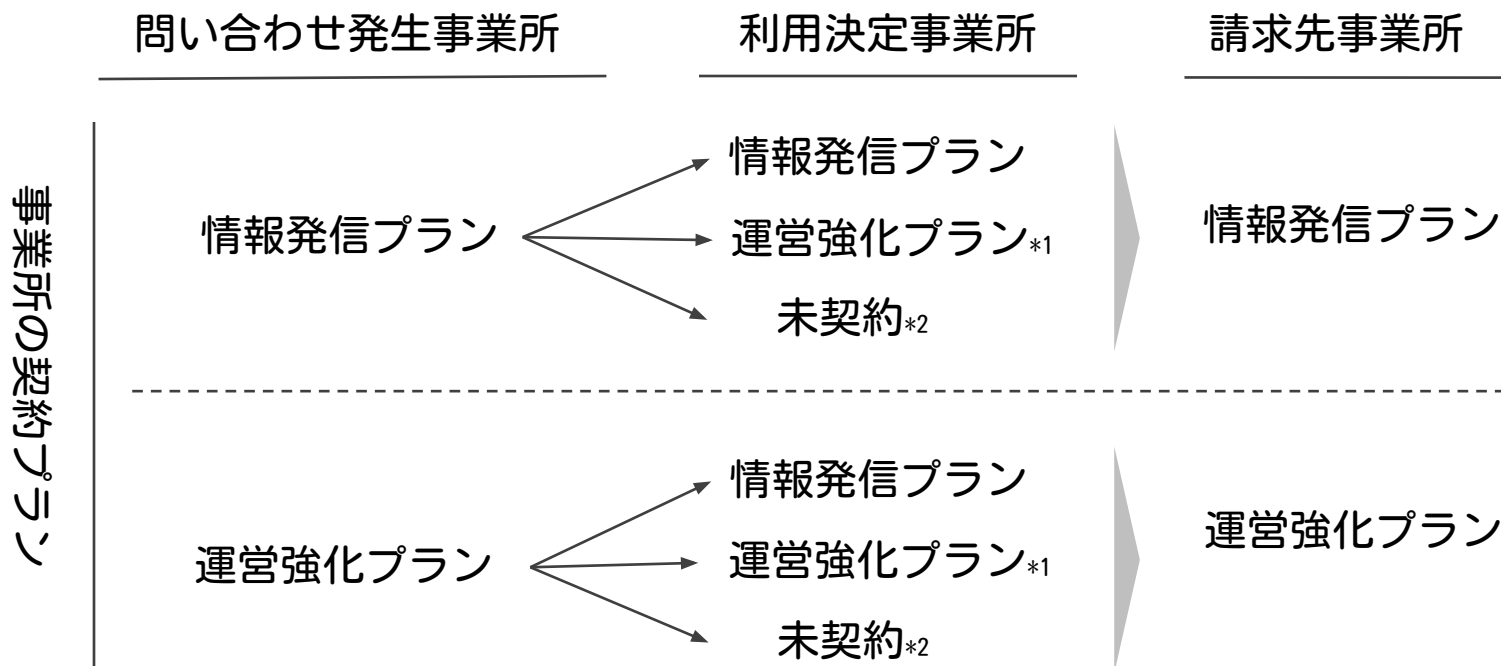 問い合わせ発生事業所
利用決定事業所
請求先事業所
事業所の契約プラン
情報発信プラン
情報発信プラン
運営強化プラン*1
未契約*2
情報発信プラン
運営強化プラン
情報発信プラン
運営強化プラン*1
未契約*2
運営強化プラン